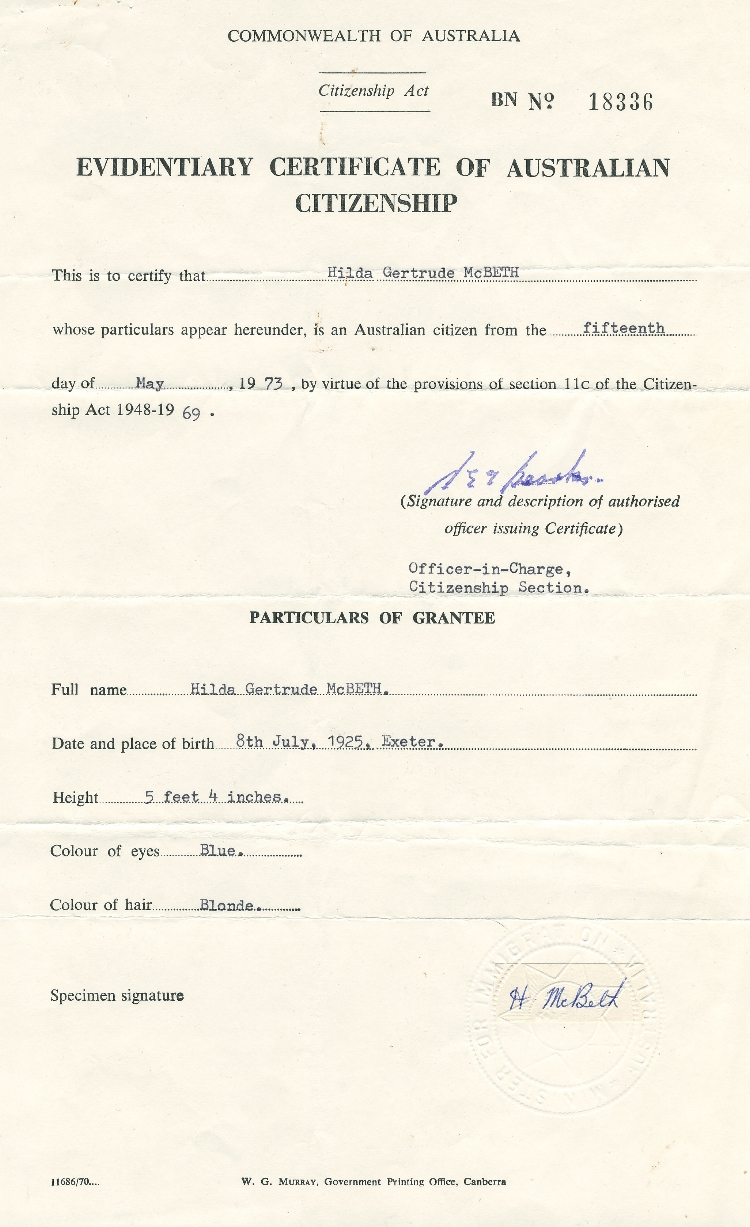 COMMONWEALTH OF AUSTRALIA
Citizenship Act
BN Nº 18336
EVIDENTIARY CERTIFICATE OF AUSTRALIAN
CITIZENSHIP
This is to certify that Hilda Gertrude McBETH
whose particulars appear hereunder, is an Australian citizen from the fifteenth
day of May, 19 73, by virtue of the provisions of section 11c of the Citizen-
ship Act 1948-19 69.
(Signature and description of authorised
officer issuing Certificate)
Officer-in-Charge,
Citizenship Section.
PARTICULARS OF GRANTEE
Full name Hilda Gertrude McBETH.
Date and place of birth 8th July, 1925, Exeter.
Height 5 feet 4 inches.
Colour of eyes Blue.
Colour of hair Blonde.
Specimen signature H McBeth
11686/70.... W. G. MURRAY, Government Printing Office, Canberra